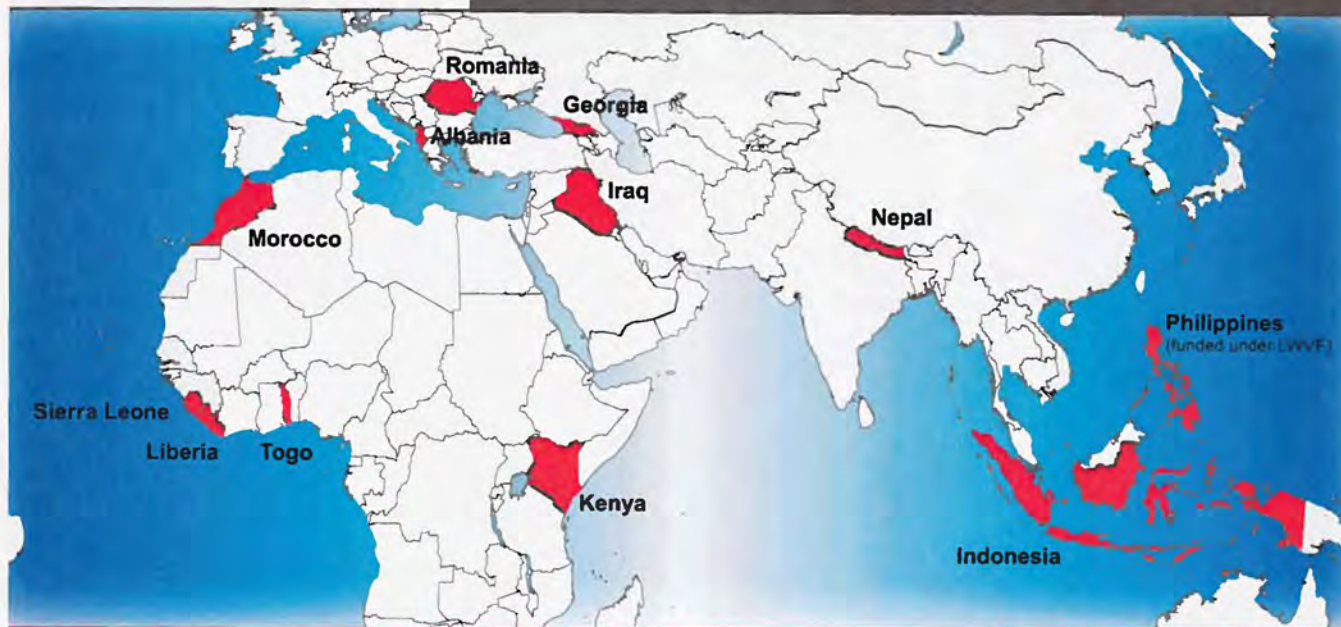 Romania
Georgia
Albania
Iraq
Nepal
Morocco
Philippines
(funded under LWVF)
Sierra Leone
Liberia
Togo
Kenya
Indonesia